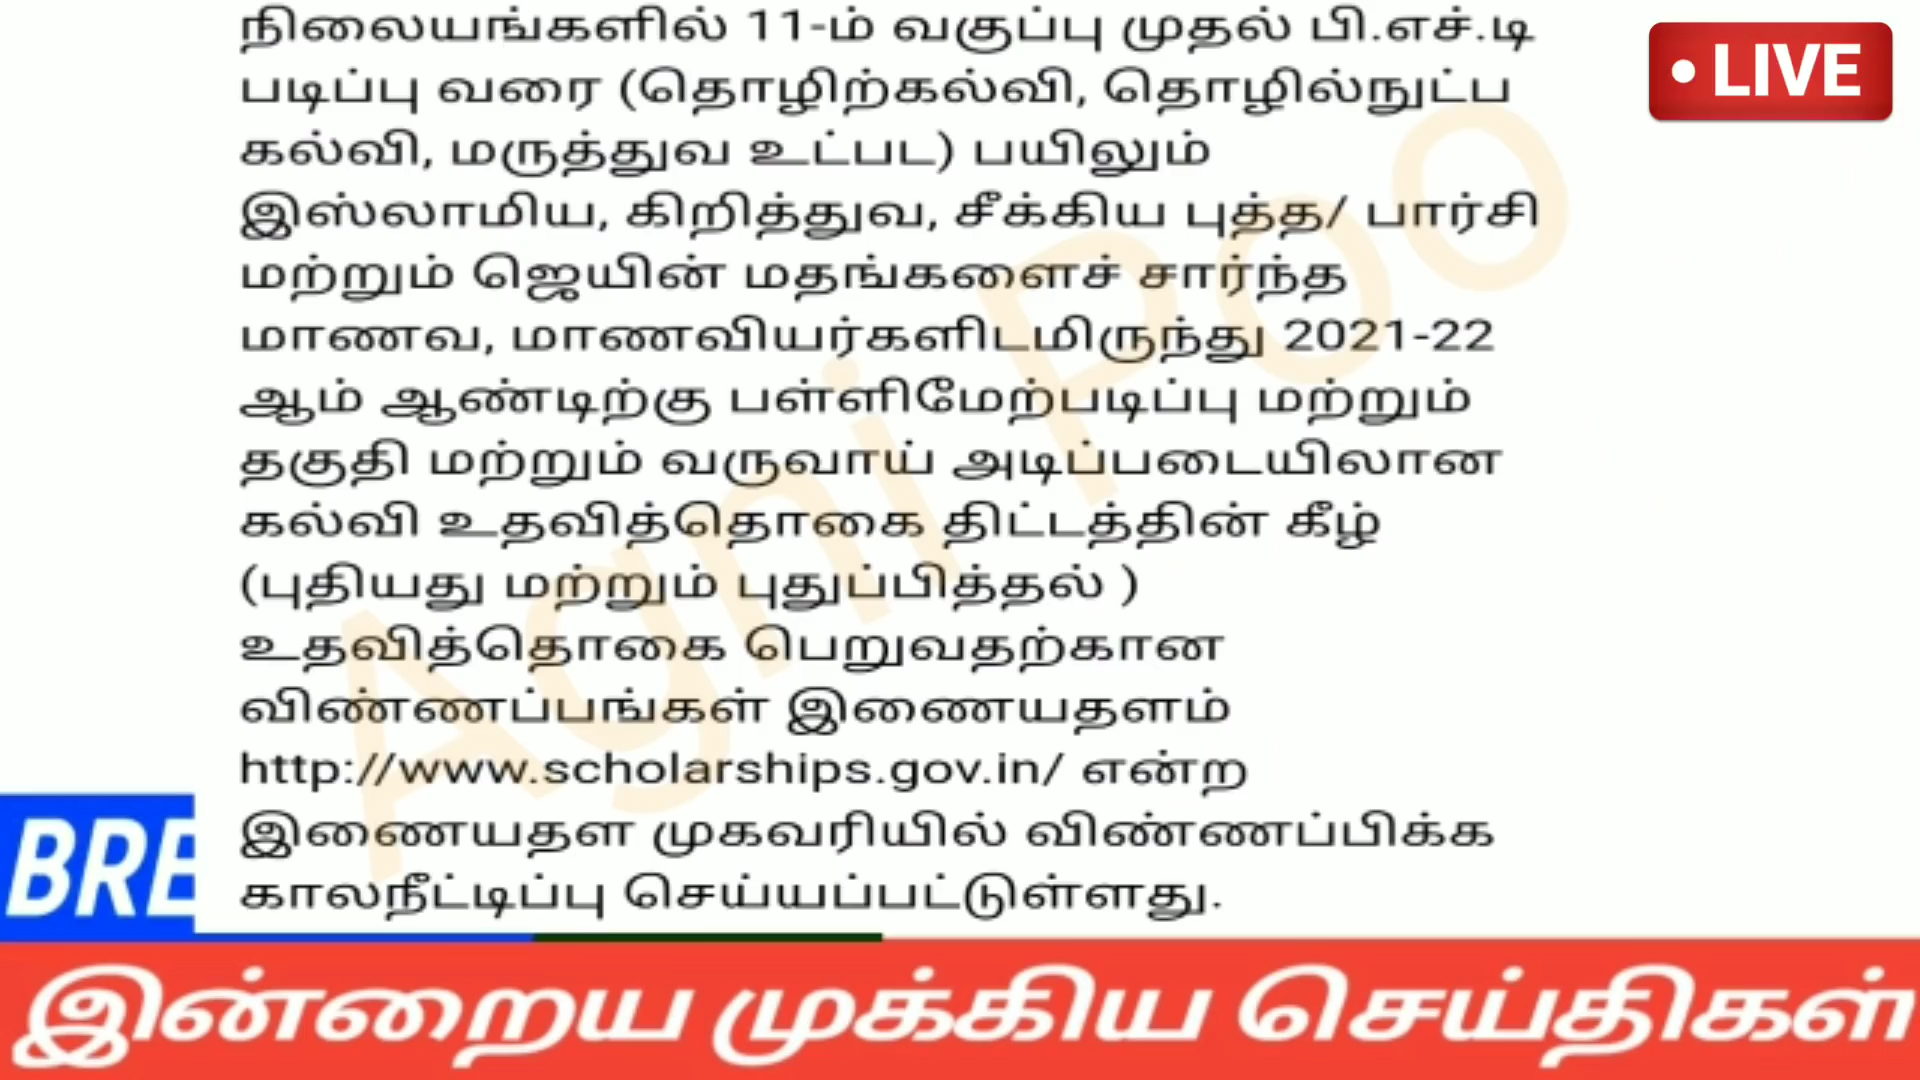 நிலையங்களில் 11-ம் வகுப்பு முதல் பி.எச்.டி
LIVE
படிப்பு வரை (தொழிற்கல்வி, தொழில்நுட்ப
கல்வி, மருத்துவ உட்பட) பயிலும்
இஸ்லாமிய, கிறித்துவ, சீக்கிய புத்த/ பார்சி
மற்றும் ஜெயின் மதங்களைச் சார்ந்த
மாணவ, மாணவியர்களிடமிருந்து 2021-22
ஆம் ஆண்டிற்கு பள்ளிமேற்படிப்பு மற்றும்
தகுதி மற்றும் வருவாய் அடிப்படையிலான
கல்வி உதவித்தொகை திட்டத்தின் கீழ்
(புதியது மற்றும் புதுப்பித்தல் )
உதவித்தொகை பெறுவதற்கான
விண்ணப்பங்கள் இணையதளம்
http://www.scholarships.gov.in/ என்ற
இணையதள முகவரியில் விண்ணப்பிக்க
காலநீட்டிப்பு செய்யப்பட்டுள்ளது.
Agni Poo
BRE
இன்றைய முக்கிய செய்திகள்